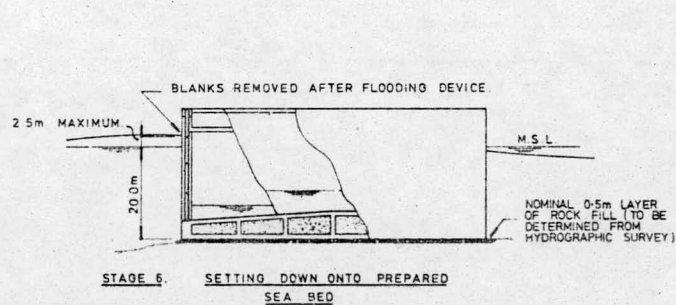 BLANKS REMOVED AFTER FLOODING DEVICE.
2 5m MAXIMUM
M.S.L
20.0m
NOMINAL 0·5m LAYER
OF ROCK FILL (TO BE
DETERMINED FROM
HYDROGRAPHIC SURVEY)
STAGE 6. SETTING DOWN ONTO PREPARED
SEA BED